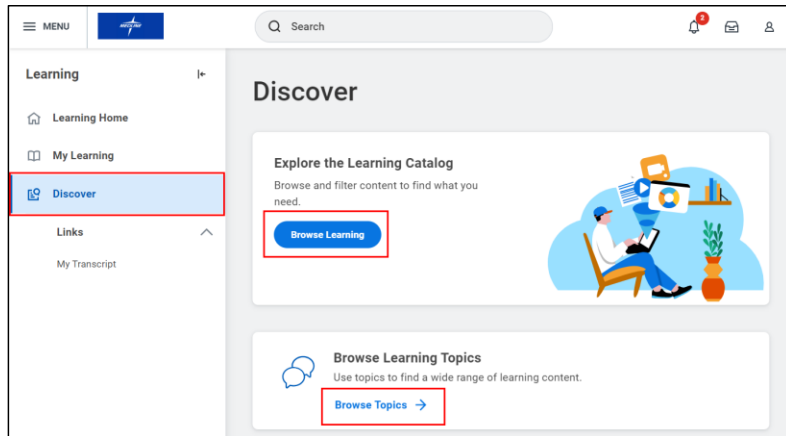 MENU
MEDLINE
Search
2
Learning
Discover
Learning Home
My Learning
Discover
Links
My Transcript
Explore the Learning Catalog
Browse and filter content to find what you
need.
Browse Learning
Browse Learning Topics
Use topics to find a wide range of learning content.
Browse Topics